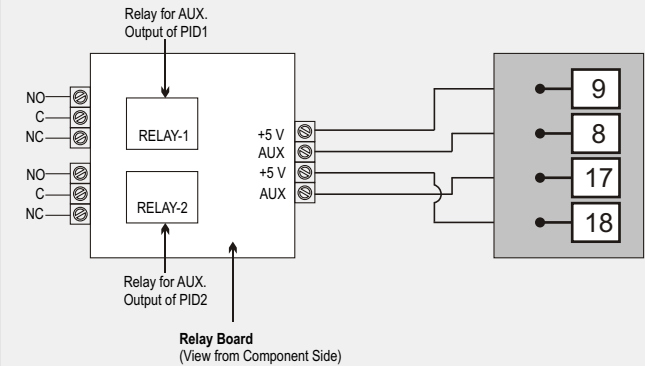 Relay for AUX.
Output of PID1
NO
C
NC
RELAY-1
+5 V
AUX
+5 V
AUX
NO
C
NC
RELAY-2
9
8
17
18
Relay for AUX.
Output of PID2
Relay Board
(View from Component Side)